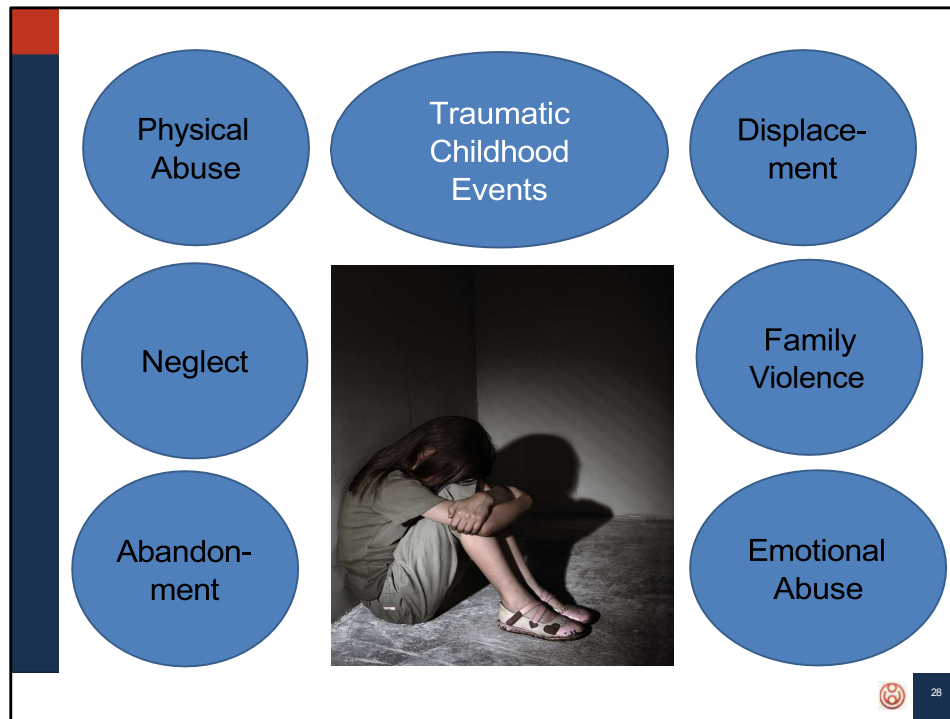 Physical
Abuse
Traumatic
Childhood
Events
Displace-
ment
Neglect
Family
Violence
Abandon-
ment
Emotional
Abuse
28